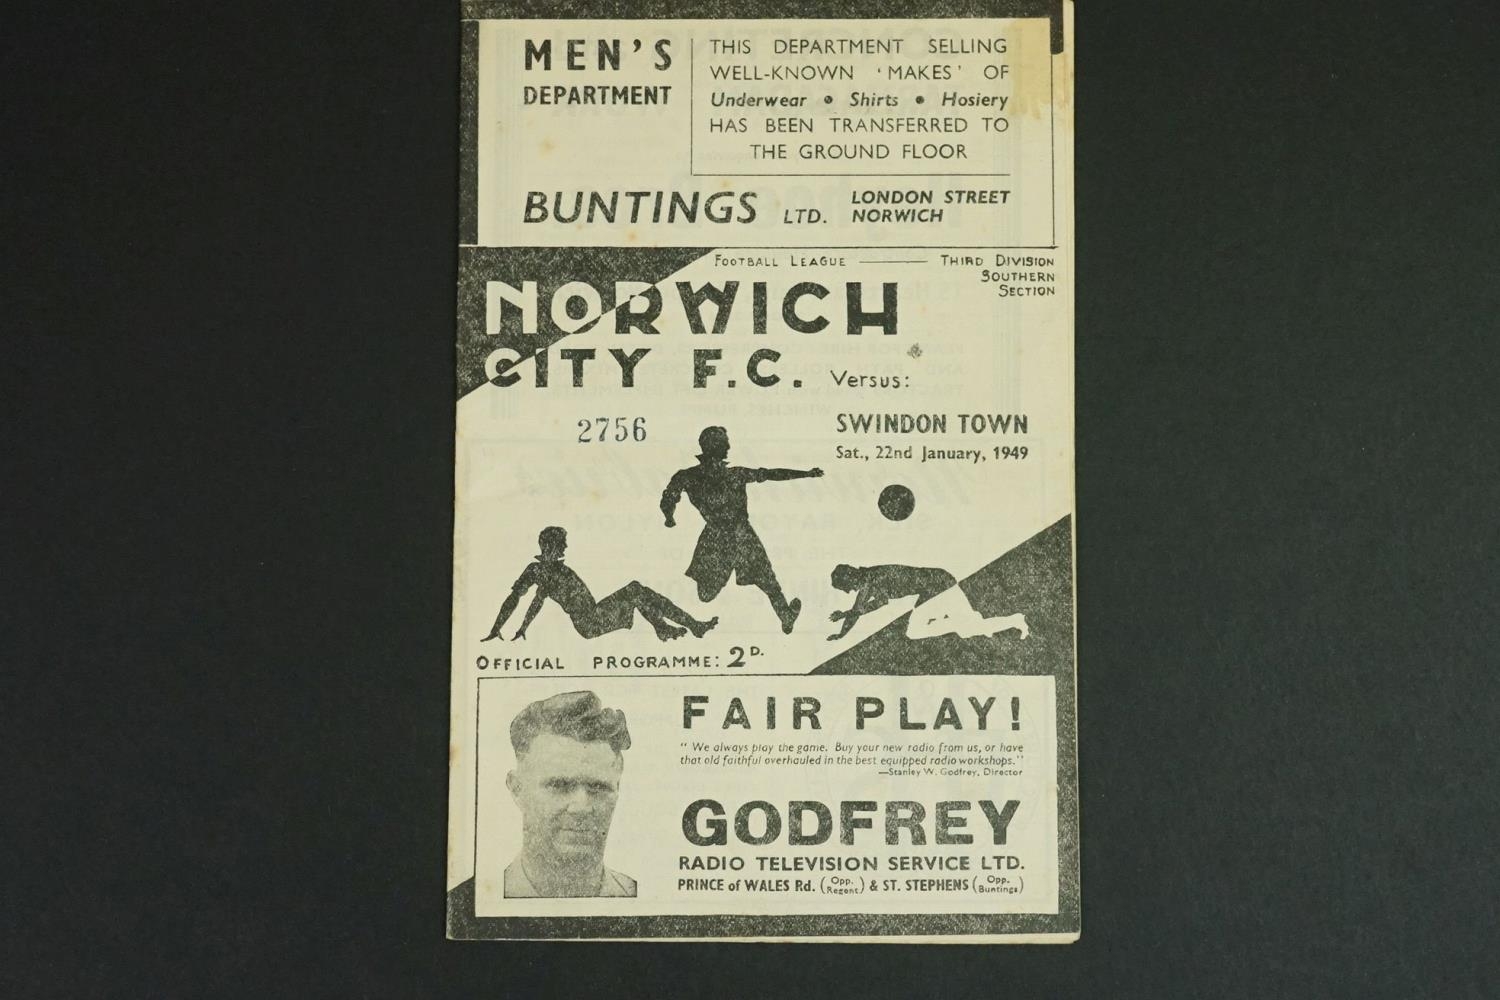 MEN'S
DEPARTMENT
THIS DEPARTMENT SELLING
WELL-KNOWN 'MAKES' OF
Underwear • Shirts • Hosiery
HAS BEEN TRANSFERRED TO
THE GROUND FLOOR
BUNTINGS LTD. LONDON STREET
NORWICH
FOOTBALL LEAGUE ——— THIRD DIVISION
SOUTHERN
SECTION
NORWICH
CITY F.C. VERSUS:
2756
SWINDON TOWN
Sat., 22nd January, 1949
OFFICIAL PROGRAMME: 2D.
FAIR PLAY!
"We always play the game. Buy your new radio from us, or have
that old faithful overhauled in the best equipped radio workshops."
—Stanley W. Godfrey, Director
GODFREY
RADIO TELEVISION SERVICE LTD.
PRINCE of WALES Rd. (Opp. Regent) & ST. STEPHENS (Opp. Buntings)